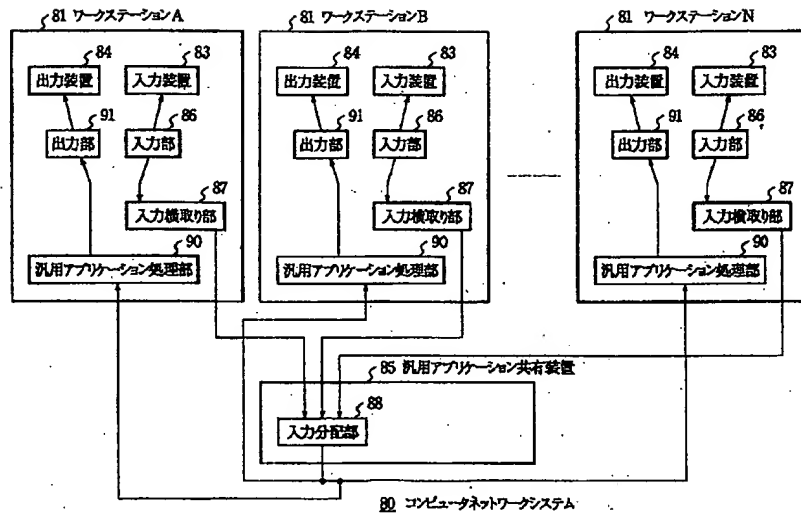 81 ワークステーションA
84
83
出力装置
入力装置
91
86
出力部
入力部
87
入力横取り部
90
汎用アプリケーション処理部
81 ワークステーションB
84
83
出力装置
入力装置
91
86
出力部
入力部
87
入力横取り部
90
汎用アプリケーション処理部
81 ワークステーションN
84
83
出力装置
入力装置
91
86
出力部
入力部
87
入力横取り部
90
汎用アプリケーション処理部
85 汎用アプリケーション共有装置
88
入力分配部
80 コンピュータネットワークシステム